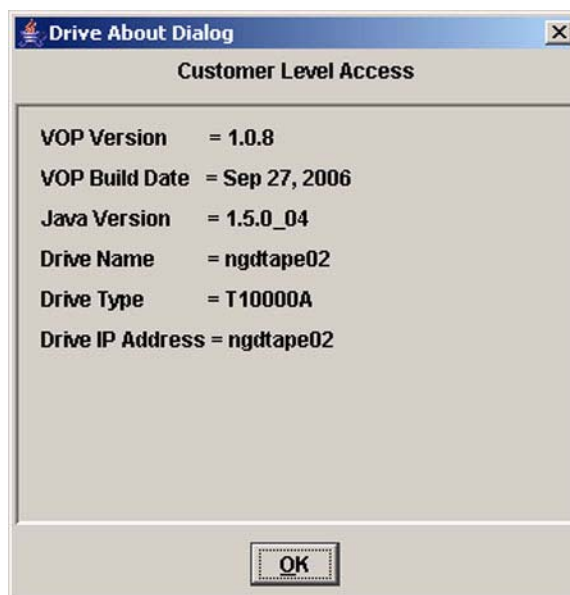 Drive About Dialog
Customer Level Access
VOP Version = 1.0.8
VOP Build Date = Sep 27, 2006
Java Version = 1.5.0_04
Drive Name = ngdtape02
Drive Type = T10000A
Drive IP Address = ngdtape02
OK